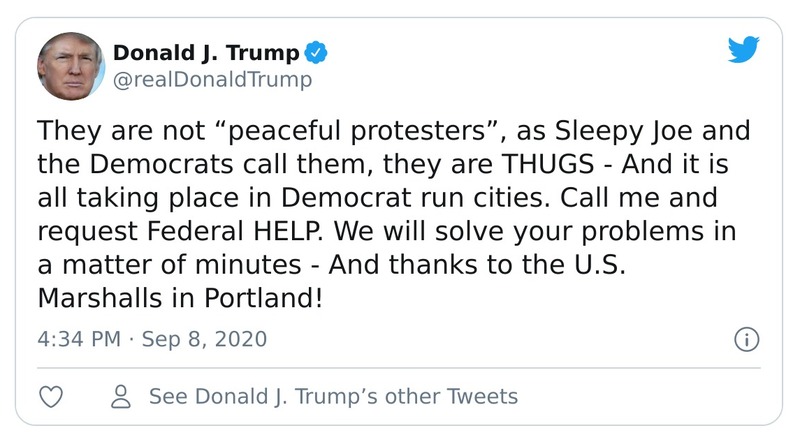 Donald J. Trump
@realDonaldTrump
They are not “peaceful protesters”, as Sleepy Joe and
the Democrats call them, they are THUGS - And it is
all taking place in Democrat run cities. Call me and
request Federal HELP. We will solve your problems in
a matter of minutes - And thanks to the U.S.
Marshalls in Portland!
4:34 PM · Sep 8, 2020
See Donald J. Trump’s other Tweets